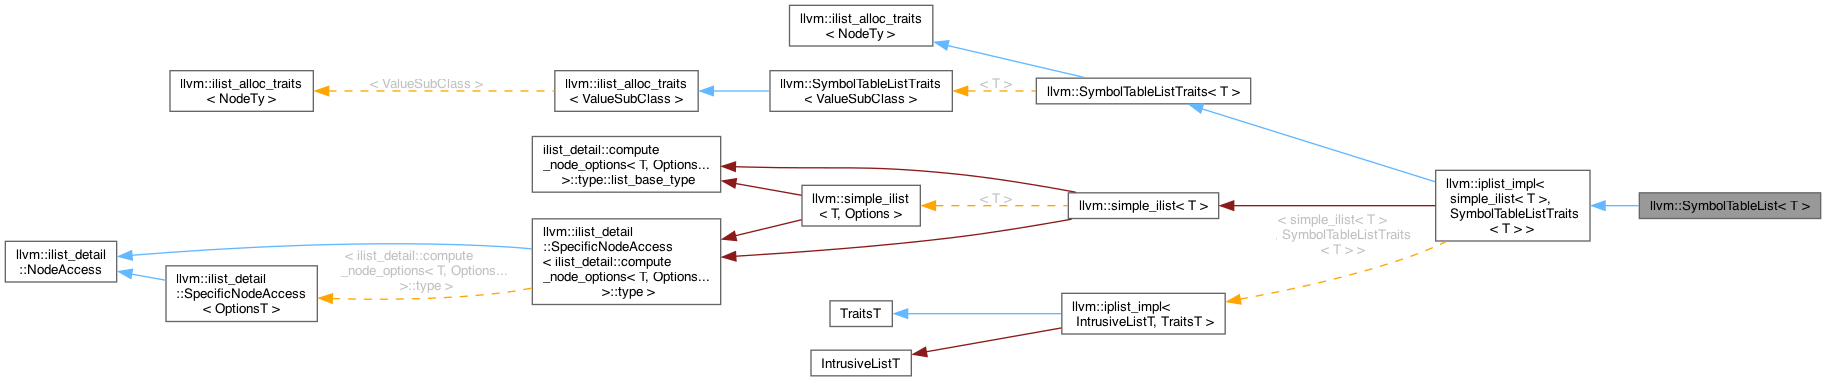 llvm::ilist_alloc_traits
< NodeTy >
llvm::ilist_alloc_traits
< NodeTy >
< ValueSubClass >
llvm::ilist_alloc_traits
< ValueSubClass >
llvm::SymbolTableListTraits
< ValueSubClass >
< T >
llvm::SymbolTableListTraits< T >
ilist_detail::compute
_node_options< T, Options...
>::type::list_base_type
llvm::simple_ilist
< T, Options >
< T >
llvm::simple_ilist< T >
llvm::iplist_impl<
simple_ilist< T >,
SymbolTableListTraits
< T > >
llvm::SymbolTableList< T >
llvm::ilist_detail
::NodeAccess
llvm::ilist_detail
::SpecificNodeAccess
< OptionsT >
< ilist_detail::compute
_node_options< T, Options...
>::type >
llvm::ilist_detail
::SpecificNodeAccess
< ilist_detail::compute
_node_options< T, Options...
>::type >
< simple_ilist< T >
, SymbolTableListTraits
< T > >
TraitsT
llvm::iplist_impl<
IntrusiveListT, TraitsT >
IntrusiveListT